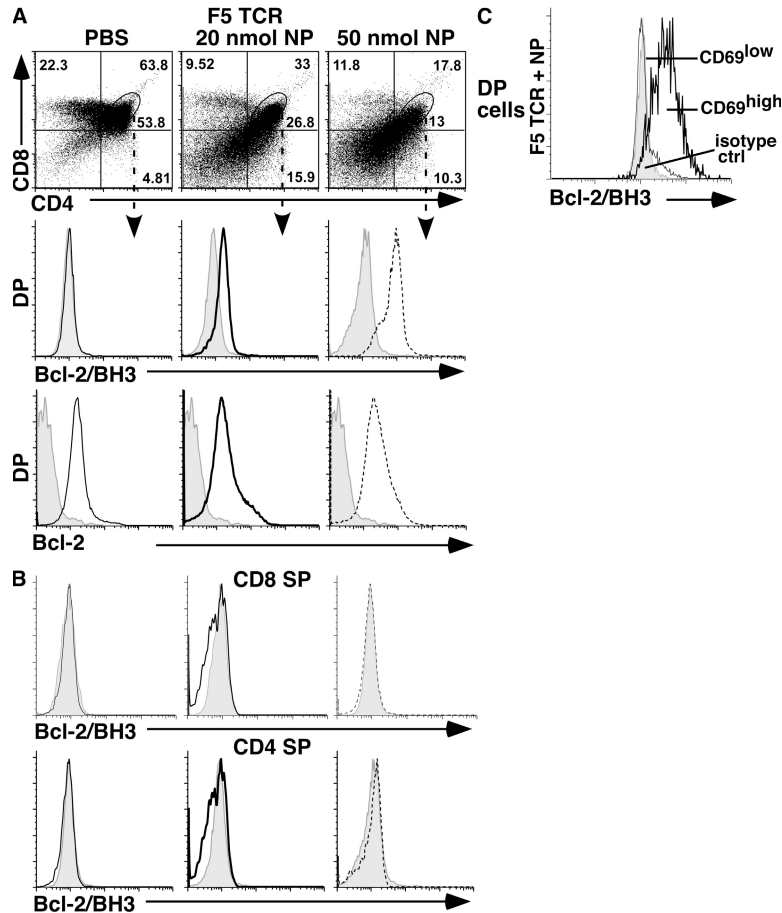 A
F5 TCR
PBS
20 nmol NP
50 nmol NP
22.3
63.8
53.8
4.81
9.52
33
26.8
15.9
11.8
17.8
13
10.3
CD8
CD4
DP
Bcl-2/BH3
DP
Bcl-2
B
CD8 SP
Bcl-2/BH3
CD4 SP
Bcl-2/BH3
C
DP
cells
F5 TCR + NP
CD69low
CD69high
isotype
ctrl
Bcl-2/BH3